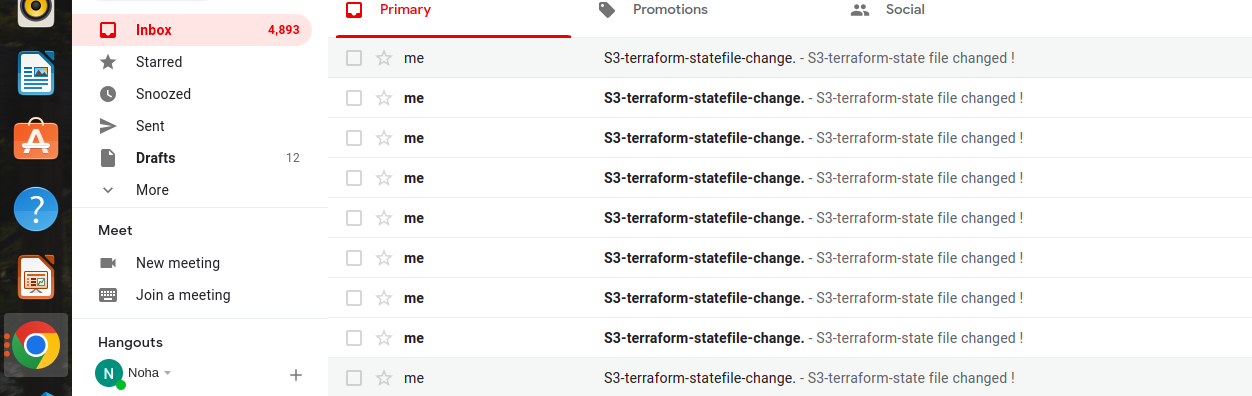 Primary
Promotions
Social
Inbox 4,893
Starred
Snoozed
Sent
Drafts 12
More
Meet
New meeting
Join a meeting
Hangouts
N Noha
me S3-terraform-statefile-change. - S3-terraform-state file changed !
me S3-terraform-statefile-change. - S3-terraform-state file changed !
me S3-terraform-statefile-change. - S3-terraform-state file changed !
me S3-terraform-statefile-change. - S3-terraform-state file changed !
me S3-terraform-statefile-change. - S3-terraform-state file changed !
me S3-terraform-statefile-change. - S3-terraform-state file changed !
me S3-terraform-statefile-change. - S3-terraform-state file changed !
me S3-terraform-statefile-change. - S3-terraform-state file changed !
me S3-terraform-statefile-change. - S3-terraform-state file changed !